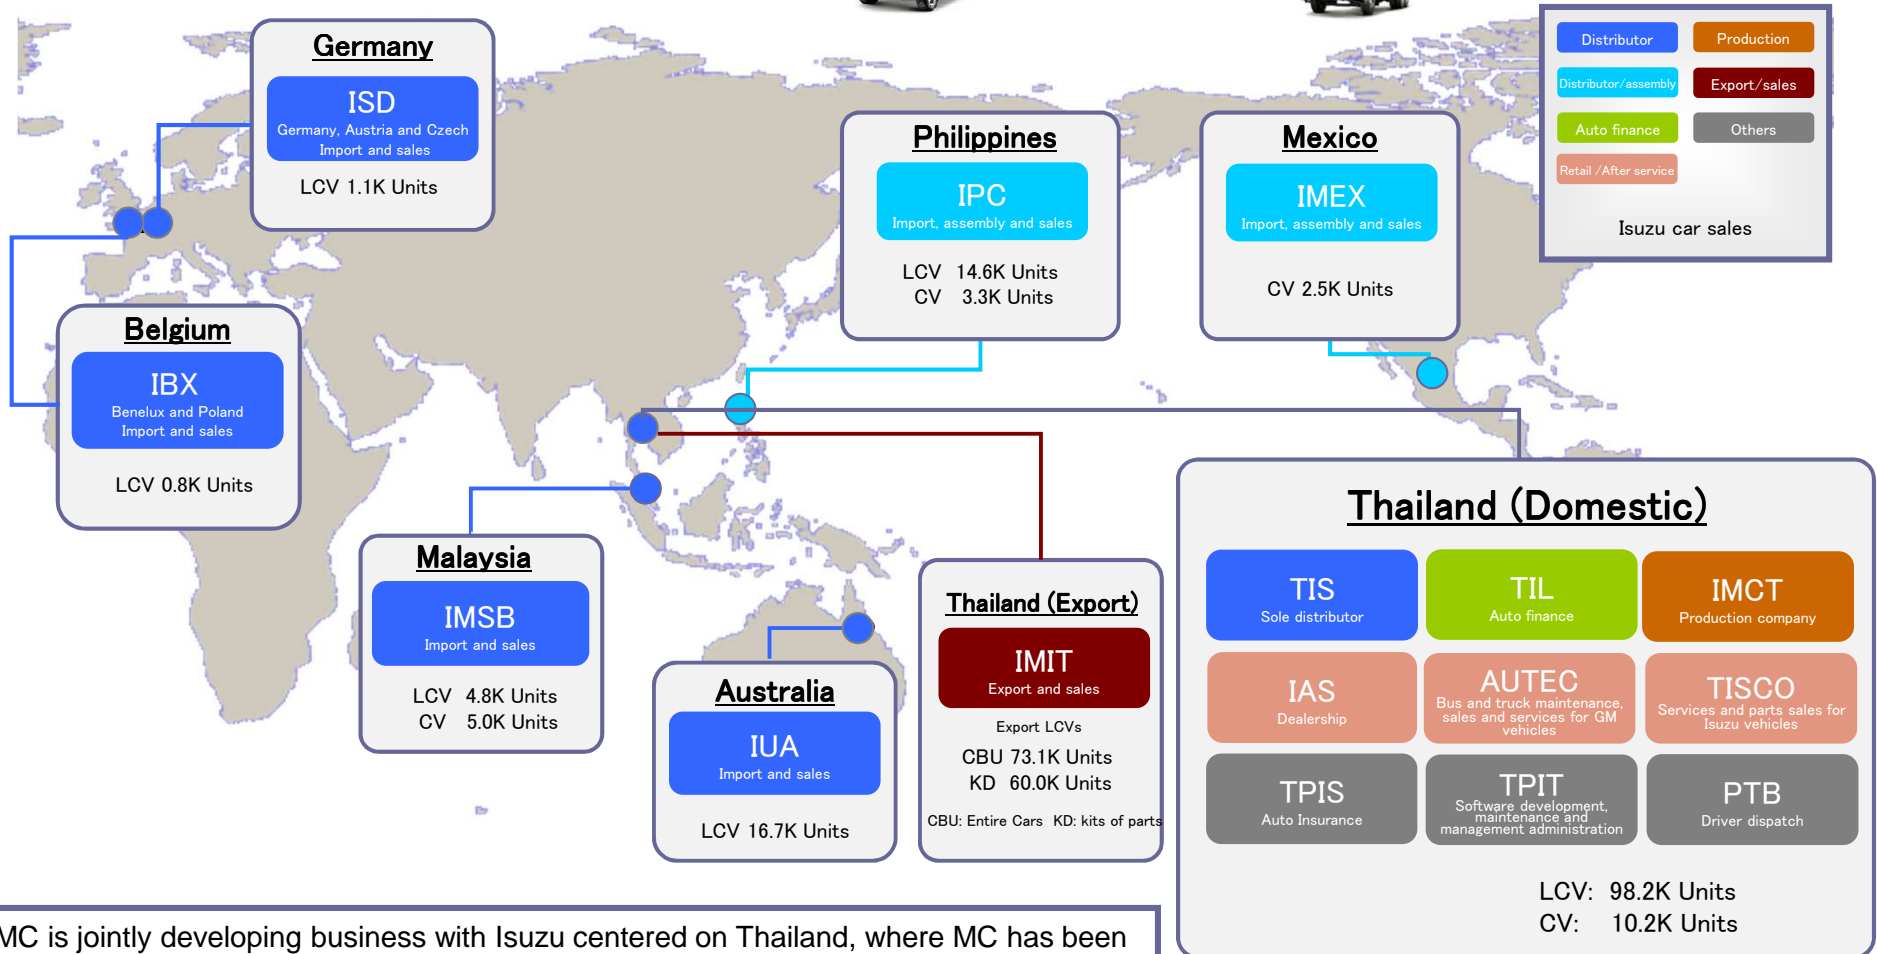 Germany
ISD
Germany, Austria and Czech
Import and sales
LCV 1.1K Units
Philippines
IPC
Import, assembly and sales
LCV 14.6K Units
CV 3.3K Units
Mexico
IMEX
Import, assembly and sales
CV 2.5K Units
Distributor
Production
Distributor/assembly
Export/sales
Auto finance
Others
Retail /After service
Isuzu car sales
Belgium
IBX
Benelux and Poland
Import and sales
LCV 0.8K Units
Malaysia
IMSB
Import and sales
LCV 4.8K Units
CV 5.0K Units
Australia
IUA
Import and sales
LCV 16.7K Units
Thailand (Export)
IMIT
Export and sales
Export LCVs
CBU 73.1K Units
KD 60.0K Units
CBU: Entire Cars KD: kits of parts
Thailand (Domestic)
TIS
Sole distributor
TIL
Auto finance
IMCT
Production company
IAS
Dealership
AUTEC
Bus and truck maintenance,
sales and services for GM
vehicles
TISCO
Services and parts sales for
Isuzu vehicles
TPIS
Auto Insurance
TPIT
Software development,
maintenance and
management administration
PTB
Driver dispatch
LCV: 98.2K Units
CV: 10.2K Units
MC is jointly developing business with Isuzu centered on Thailand, where MC has been